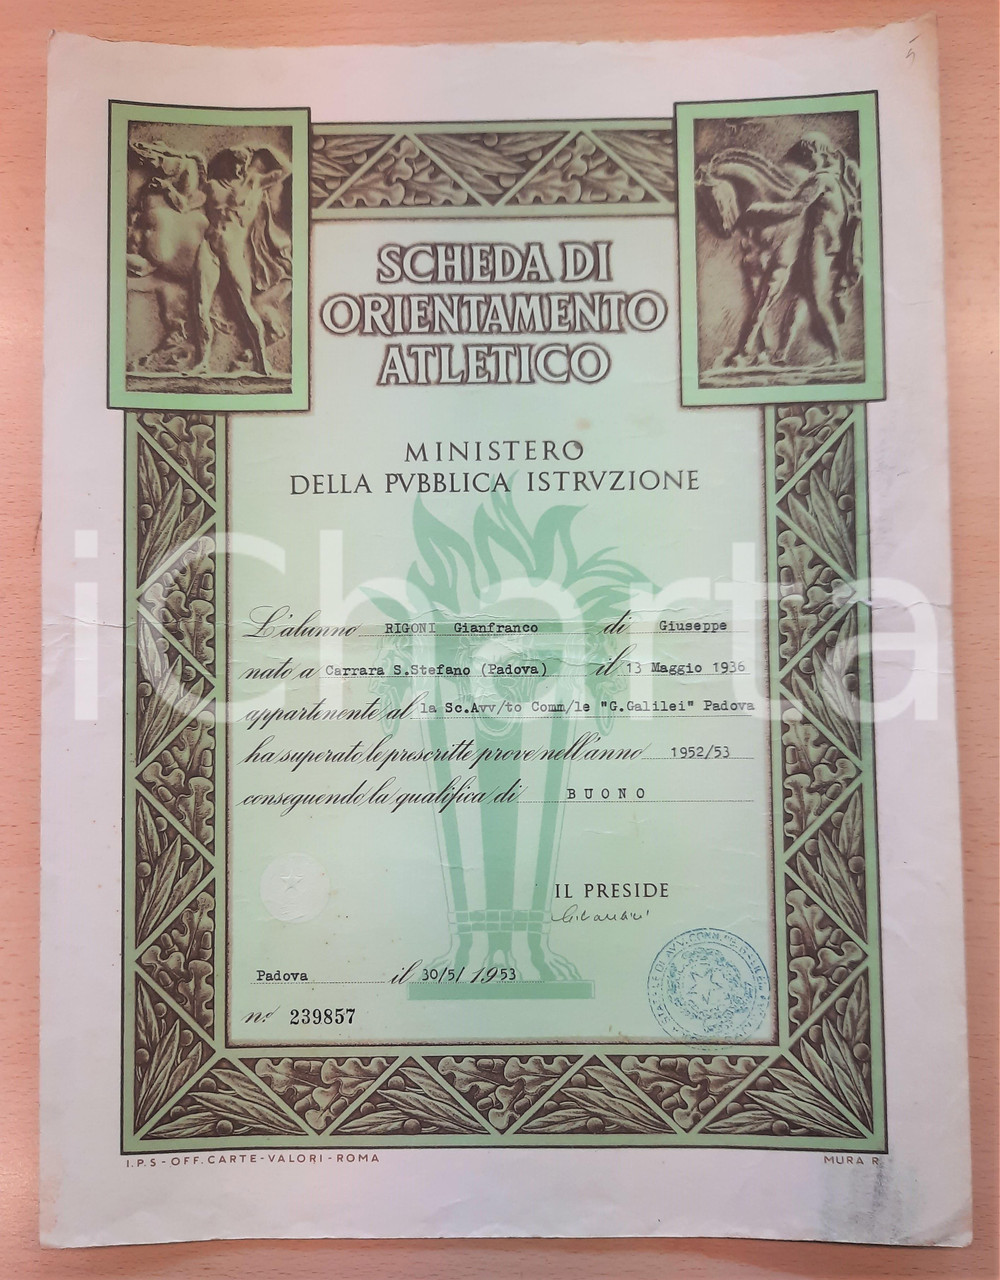 SCHEDA DI
ORIENTAMENTO
ATLETICO
MINISTERO
DELLA PVBBLICA ISTRVZIONE
iCharta
L'alunno RIGONI Gianfranco di Giuseppe
nato a Carrara S.Stefano (Padova) il 13 Maggio 1936
appartenente al la Sc.Avv/to Comm/le "G.Galilei" Padova
ha superato le prescritte prove nell'anno 1952/53
conseguendo la qualifica di BUONO
IL PRESIDE
Padova il 30/5/1953
n.° 239857
I.P.S - OFF. CARTE - VALORI - ROMA
MURA R.